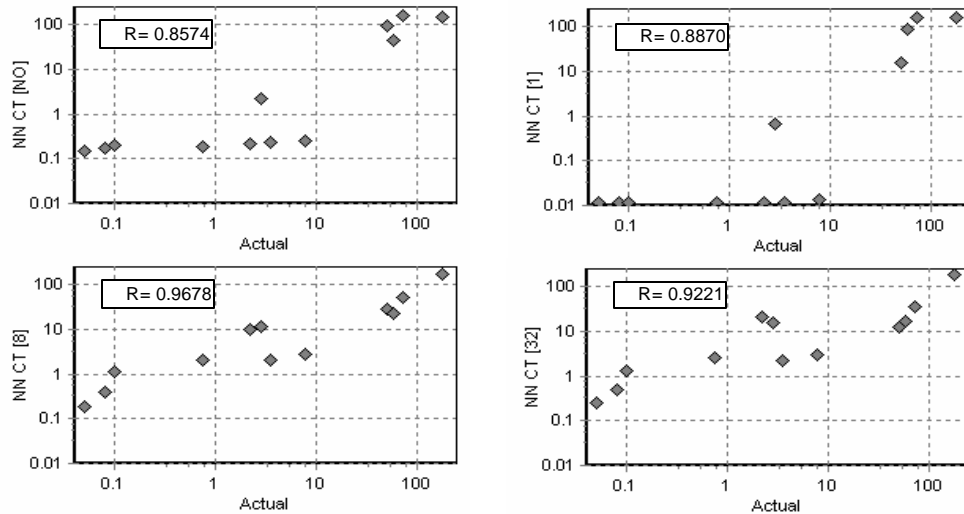 R= 0.8574
NN CT [NO]
100
10
1
0.1
0.01
0.1 1 10 100
Actual
R= 0.8870
NN CT [1]
100
10
1
0.1
0.01
0.1 1 10 100
Actual
R= 0.9678
NN CT [8]
100
10
1
0.1
0.01
0.1 1 10 100
Actual
R= 0.9221
NN CT [32]
100
10
1
0.1
0.01
0.1 1 10 100
Actual